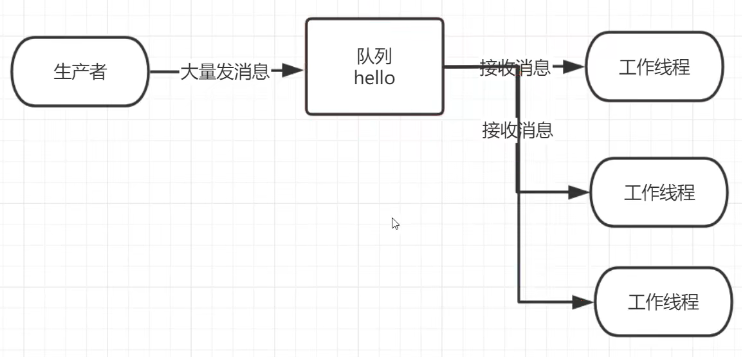 生产者
大量发消息
队列
hello
接收消息
工作线程
接收消息
工作线程
工作线程